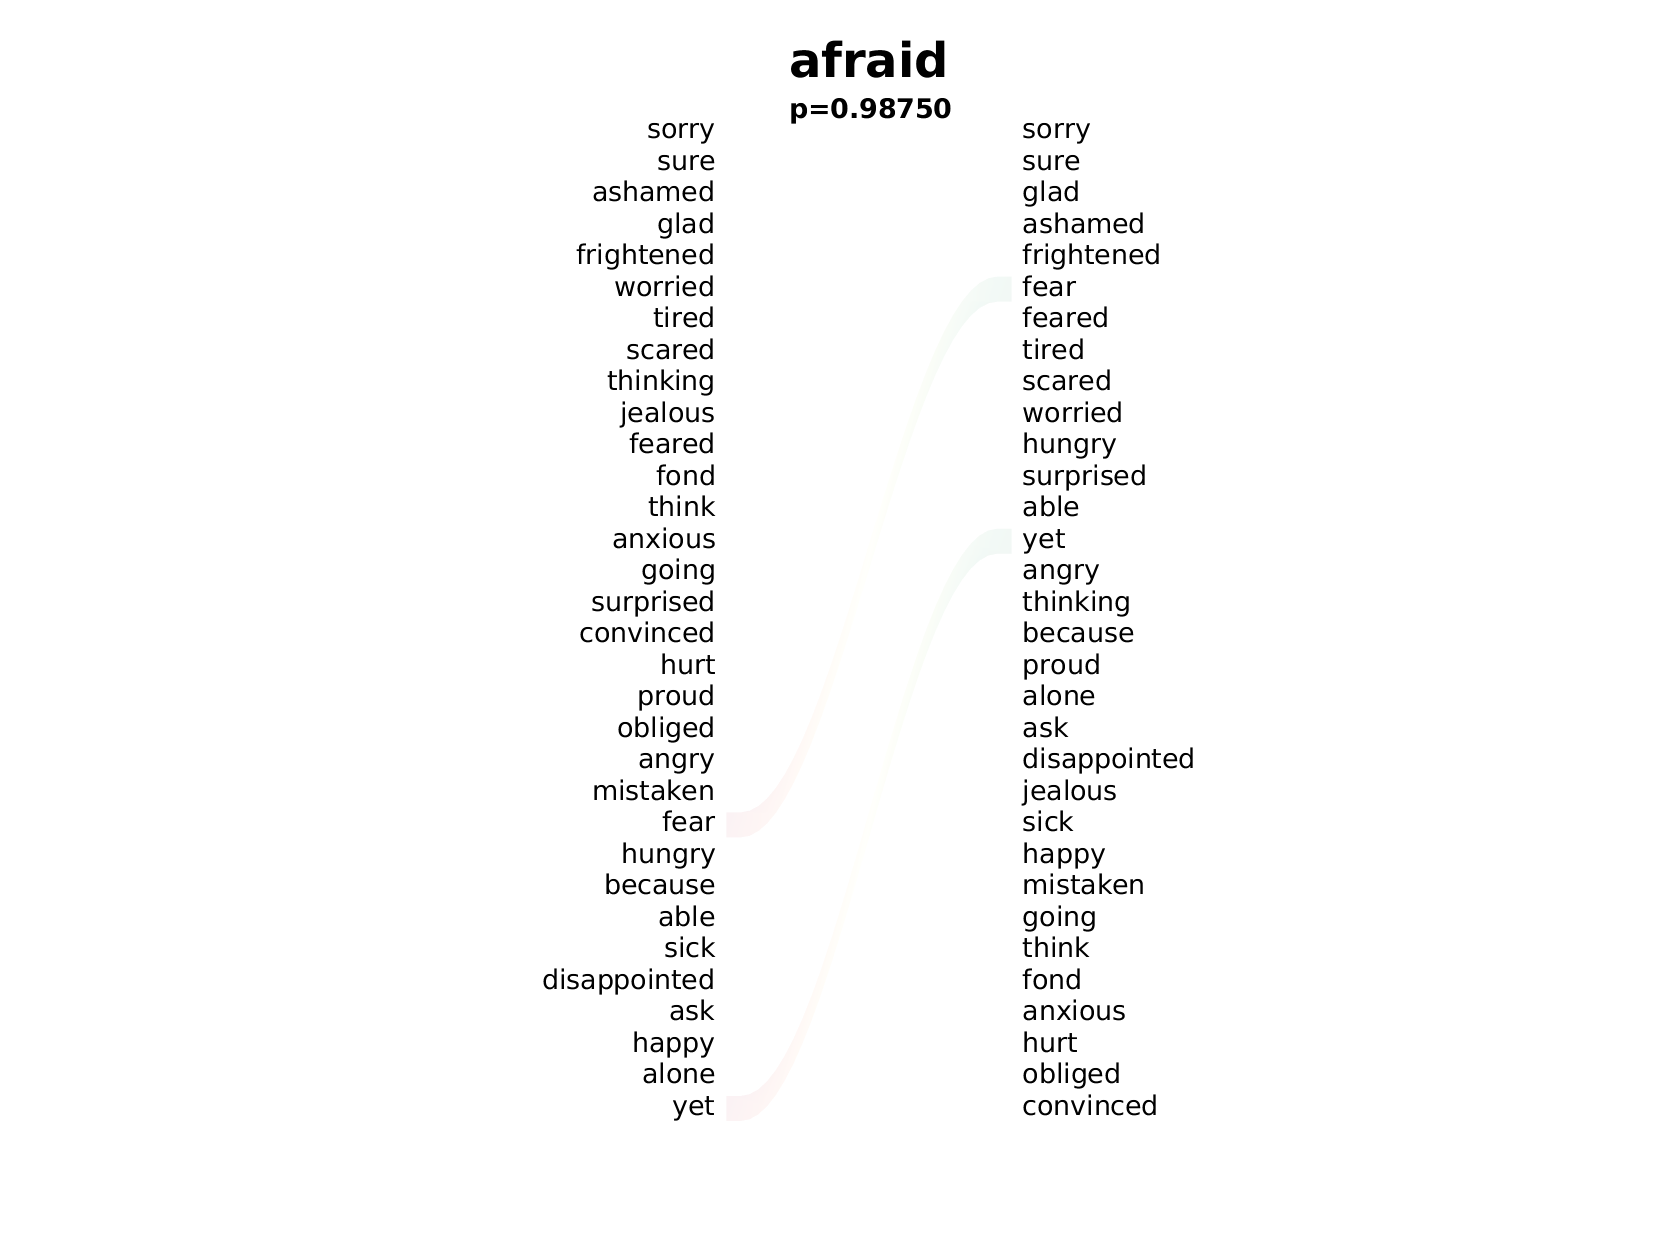 afraid
p=0.98750
sorry
sure
ashamed
glad
frightened
worried
tired
scared
thinking
jealous
feared
fond
think
anxious
going
surprised
convinced
hurt
proud
obliged
angry
mistaken
fear
hungry
because
able
sick
disappointed
ask
happy
alone
yet
sorry
sure
glad
ashamed
frightened
fear
feared
tired
scared
worried
hungry
surprised
able
yet
angry
thinking
because
proud
alone
ask
disappointed
jealous
sick
happy
mistaken
going
think
fond
anxious
hurt
obliged
convinced